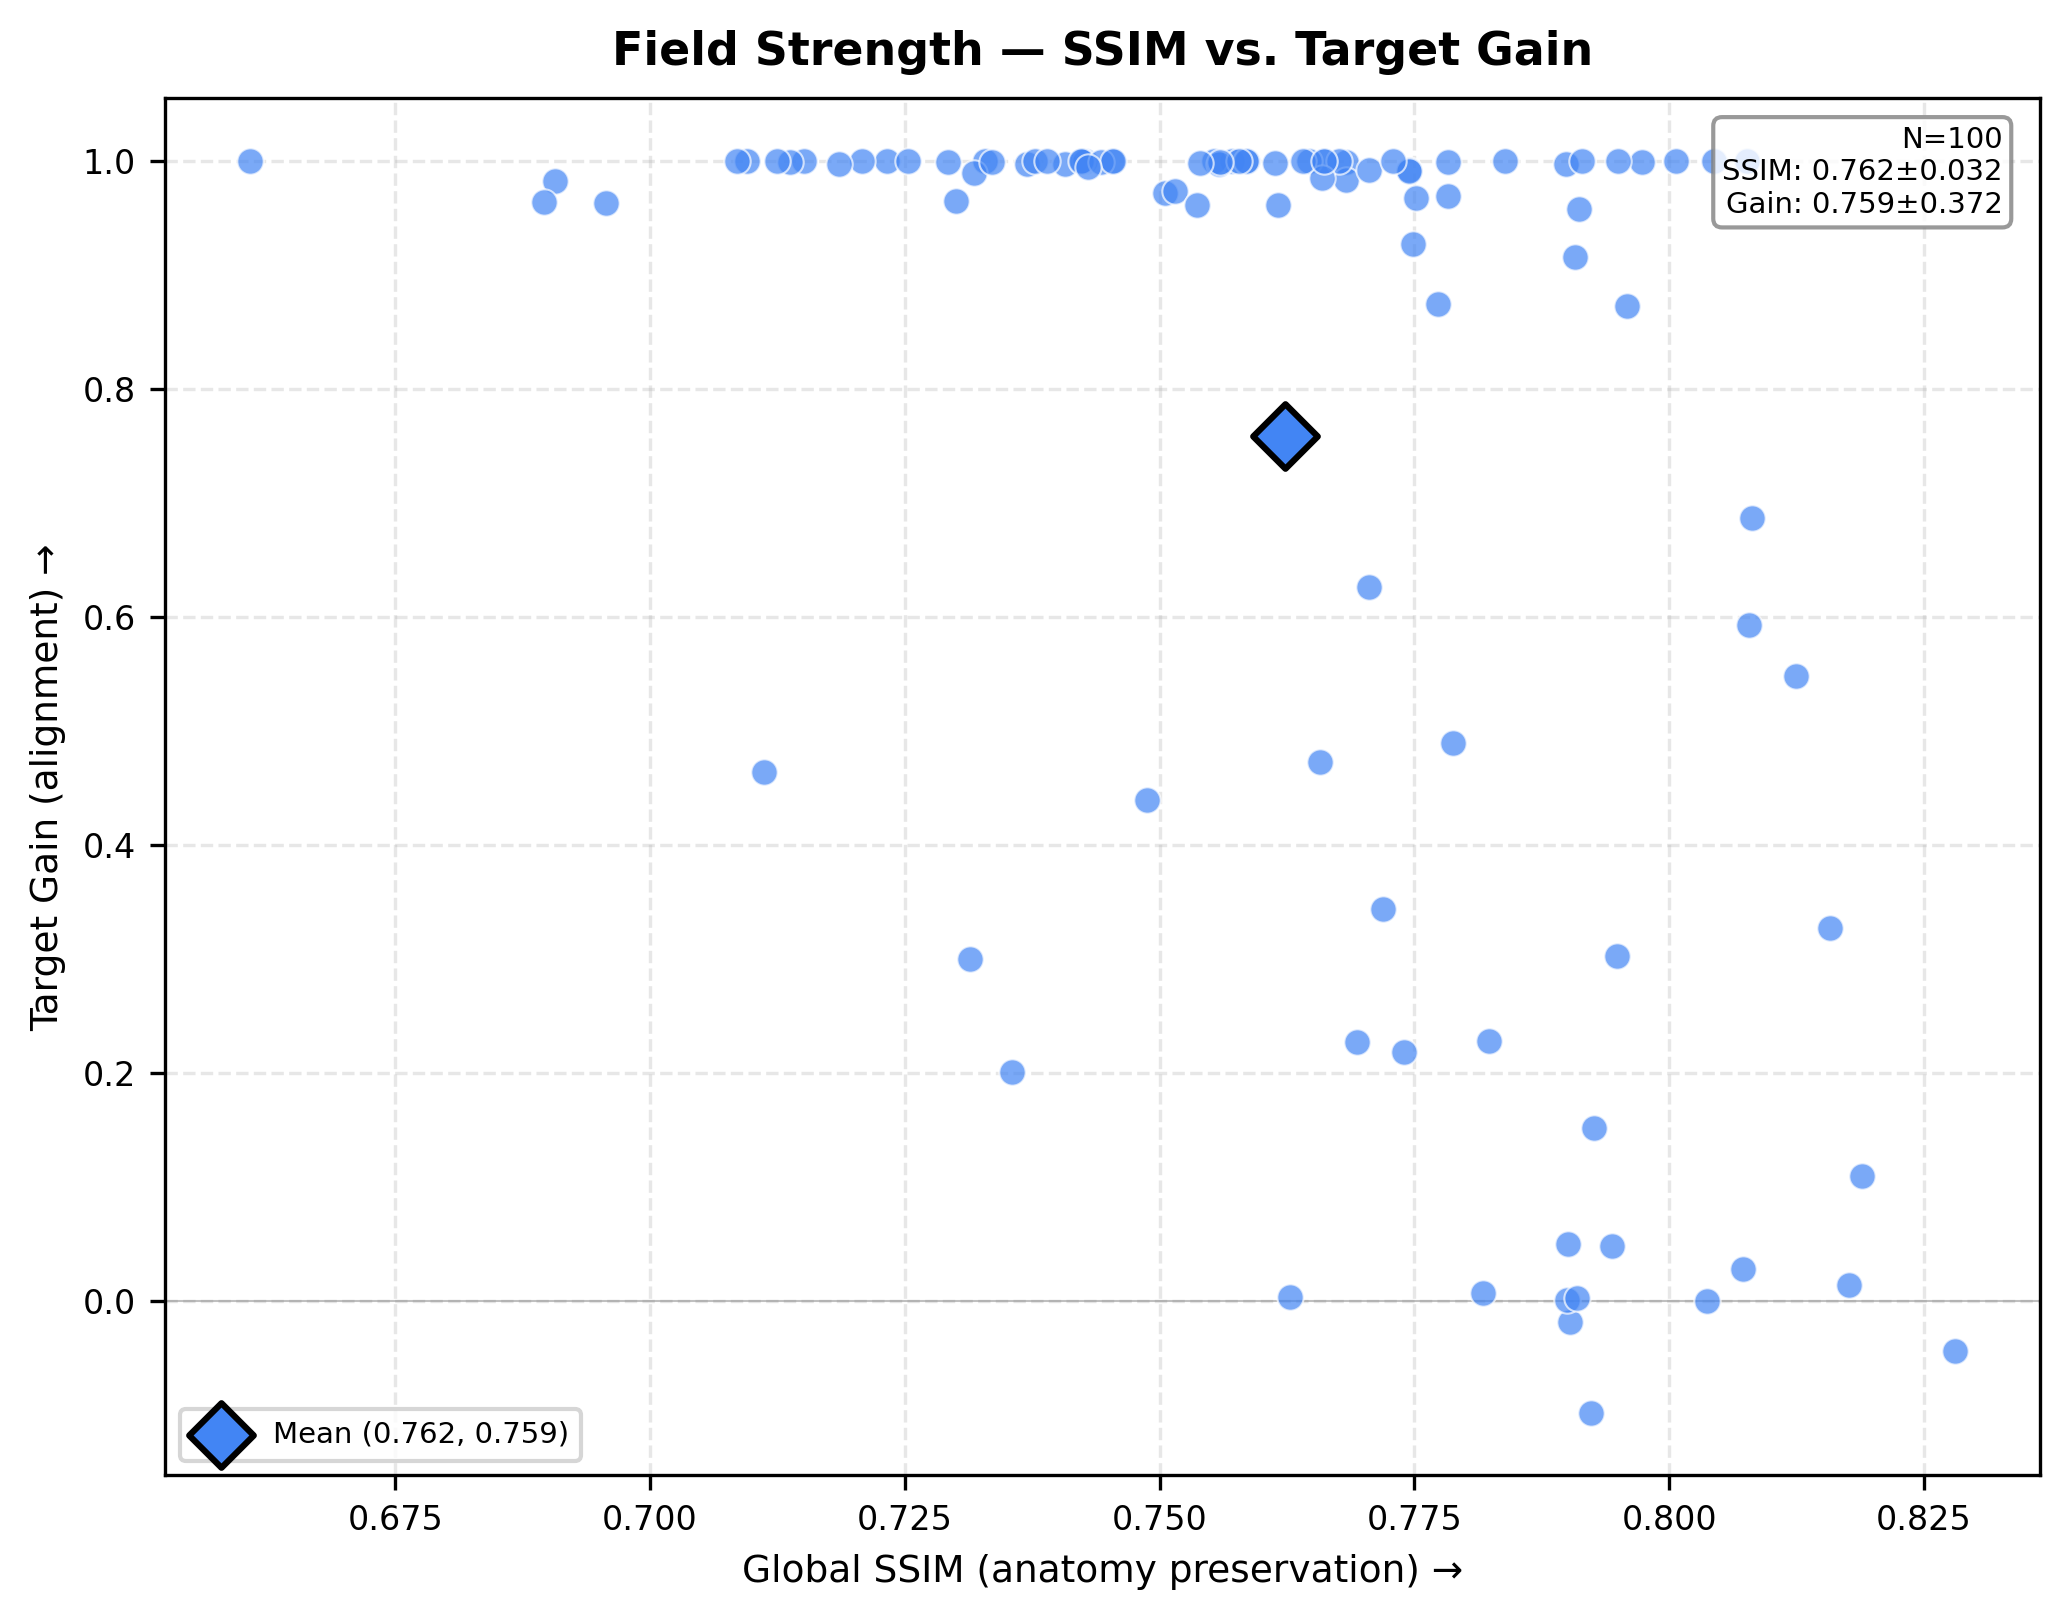 Field Strength — SSIM vs. Target Gain
N=100
SSIM: 0.762±0.032
Gain: 0.759±0.372
Target Gain (alignment) →
1.0
0.8
0.6
0.4
0.2
0.0
Mean (0.762, 0.759)
0.675 0.700 0.725 0.750 0.775 0.800 0.825
Global SSIM (anatomy preservation) →